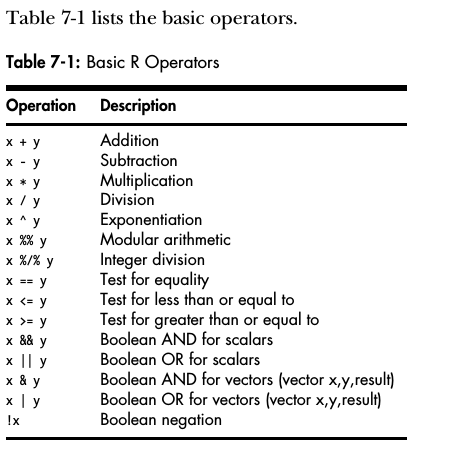 Table 7-1 lists the basic operators.
Table 7-1: Basic R Operators
Operation Description
x + y Addition
x - y Subtraction
x * y Multiplication
x / y Division
x ^ y Exponentiation
x %% y Modular arithmetic
x %/% y Integer division
x == y Test for equality
x <= y Test for less than or equal to
x >= y Test for greater than or equal to
x && y Boolean AND for scalars
x || y Boolean OR for scalars
x & y Boolean AND for vectors (vector x,y,result)
x | y Boolean OR for vectors (vector x,y,result)
!x Boolean negation